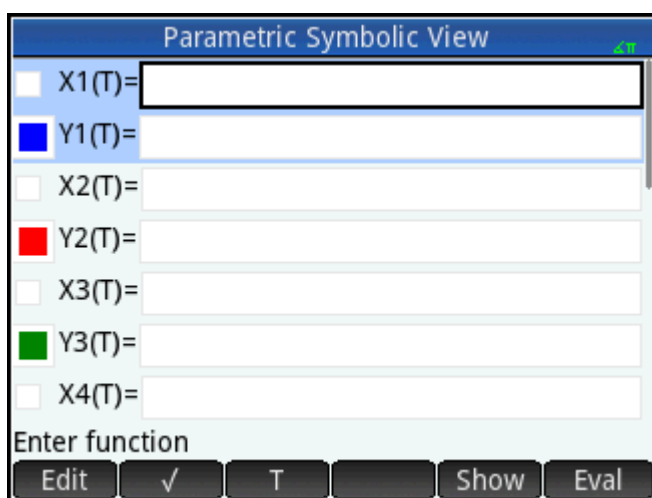 Parametric Symbolic View
∡π
X1(T)=
Y1(T)=
X2(T)=
Y2(T)=
X3(T)=
Y3(T)=
X4(T)=
Enter function
Edit √ T Show Eval